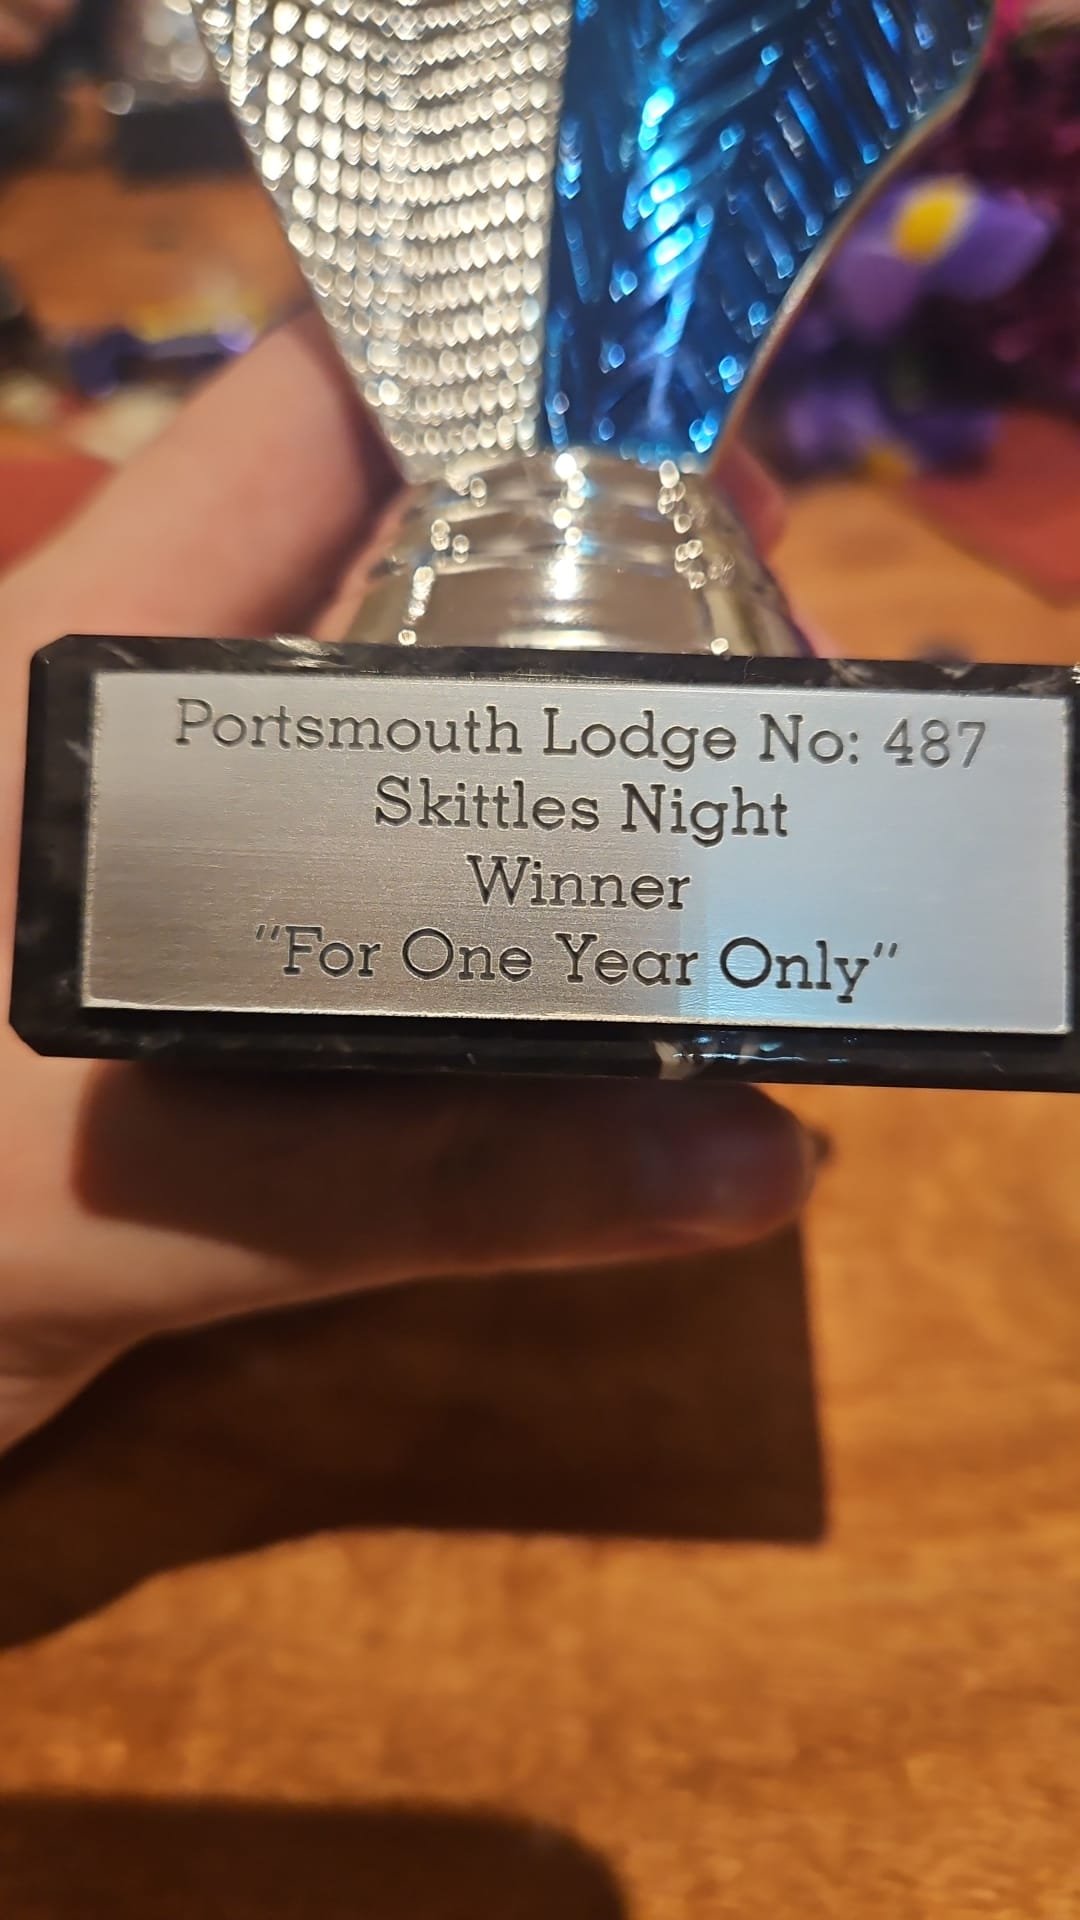 Portsmouth Lodge No: 487
Skittles Night
Winner
"For One Year Only"